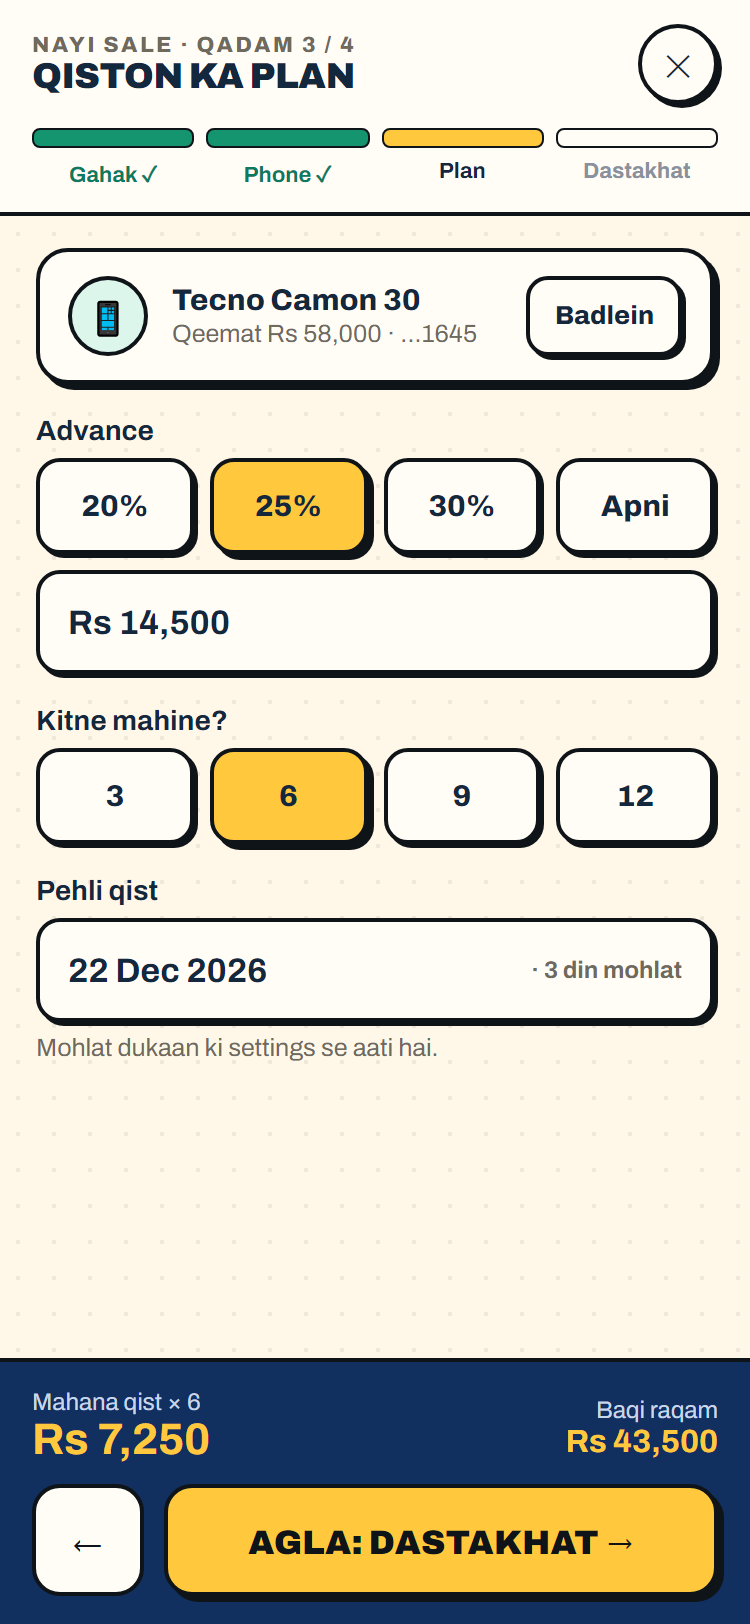 NAYI SALE · QADAM 3 / 4
QISTON KA PLAN
×
Gahak ✓ Phone ✓ Plan Dastakhat
Tecno Camon 30
Qeemat Rs 58,000 · ...1645
Badlein
Advance
20% 25% 30% Apni
Rs 14,500
Kitne mahine?
3 6 9 12
Pehli qist
22 Dec 2026 · 3 din mohlat
Mohlat dukaan ki settings se aati hai.
Mahana qist × 6
Rs 7,250
Baqi raqam
Rs 43,500
←
AGLA: DASTAKHAT →